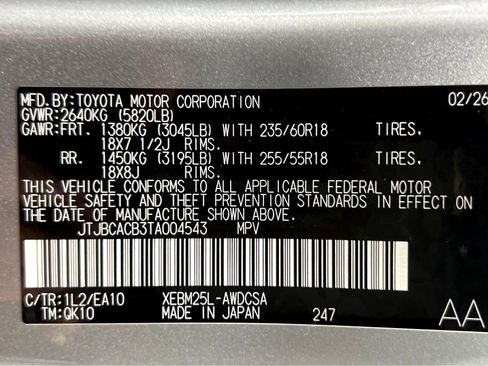 MFD.BY:TOYOTA MOTOR CORPORATION 02/26
GVWR:2640KG (5820LB)
GAWR:FRT. 1380KG (3045LB) WITH 235/60R18 TIRES,
18X7 1/2J RIMS.
RR. 1450KG (3195LB) WITH 255/55R18 TIRES,
18X8J RIMS.
THIS VEHICLE CONFORMS TO ALL APPLICABLE FEDERAL MOTOR
VEHICLE SAFETY AND THEFT PREVENTION STANDARDS IN EFFECT ON
THE DATE OF MANUFACTURE SHOWN ABOVE.
JTJBCACB3TA004543 MPV
C/TR:1L2/EA10 XEBM25L-AWDCSA
TM:QK10 MADE IN JAPAN 247 AA